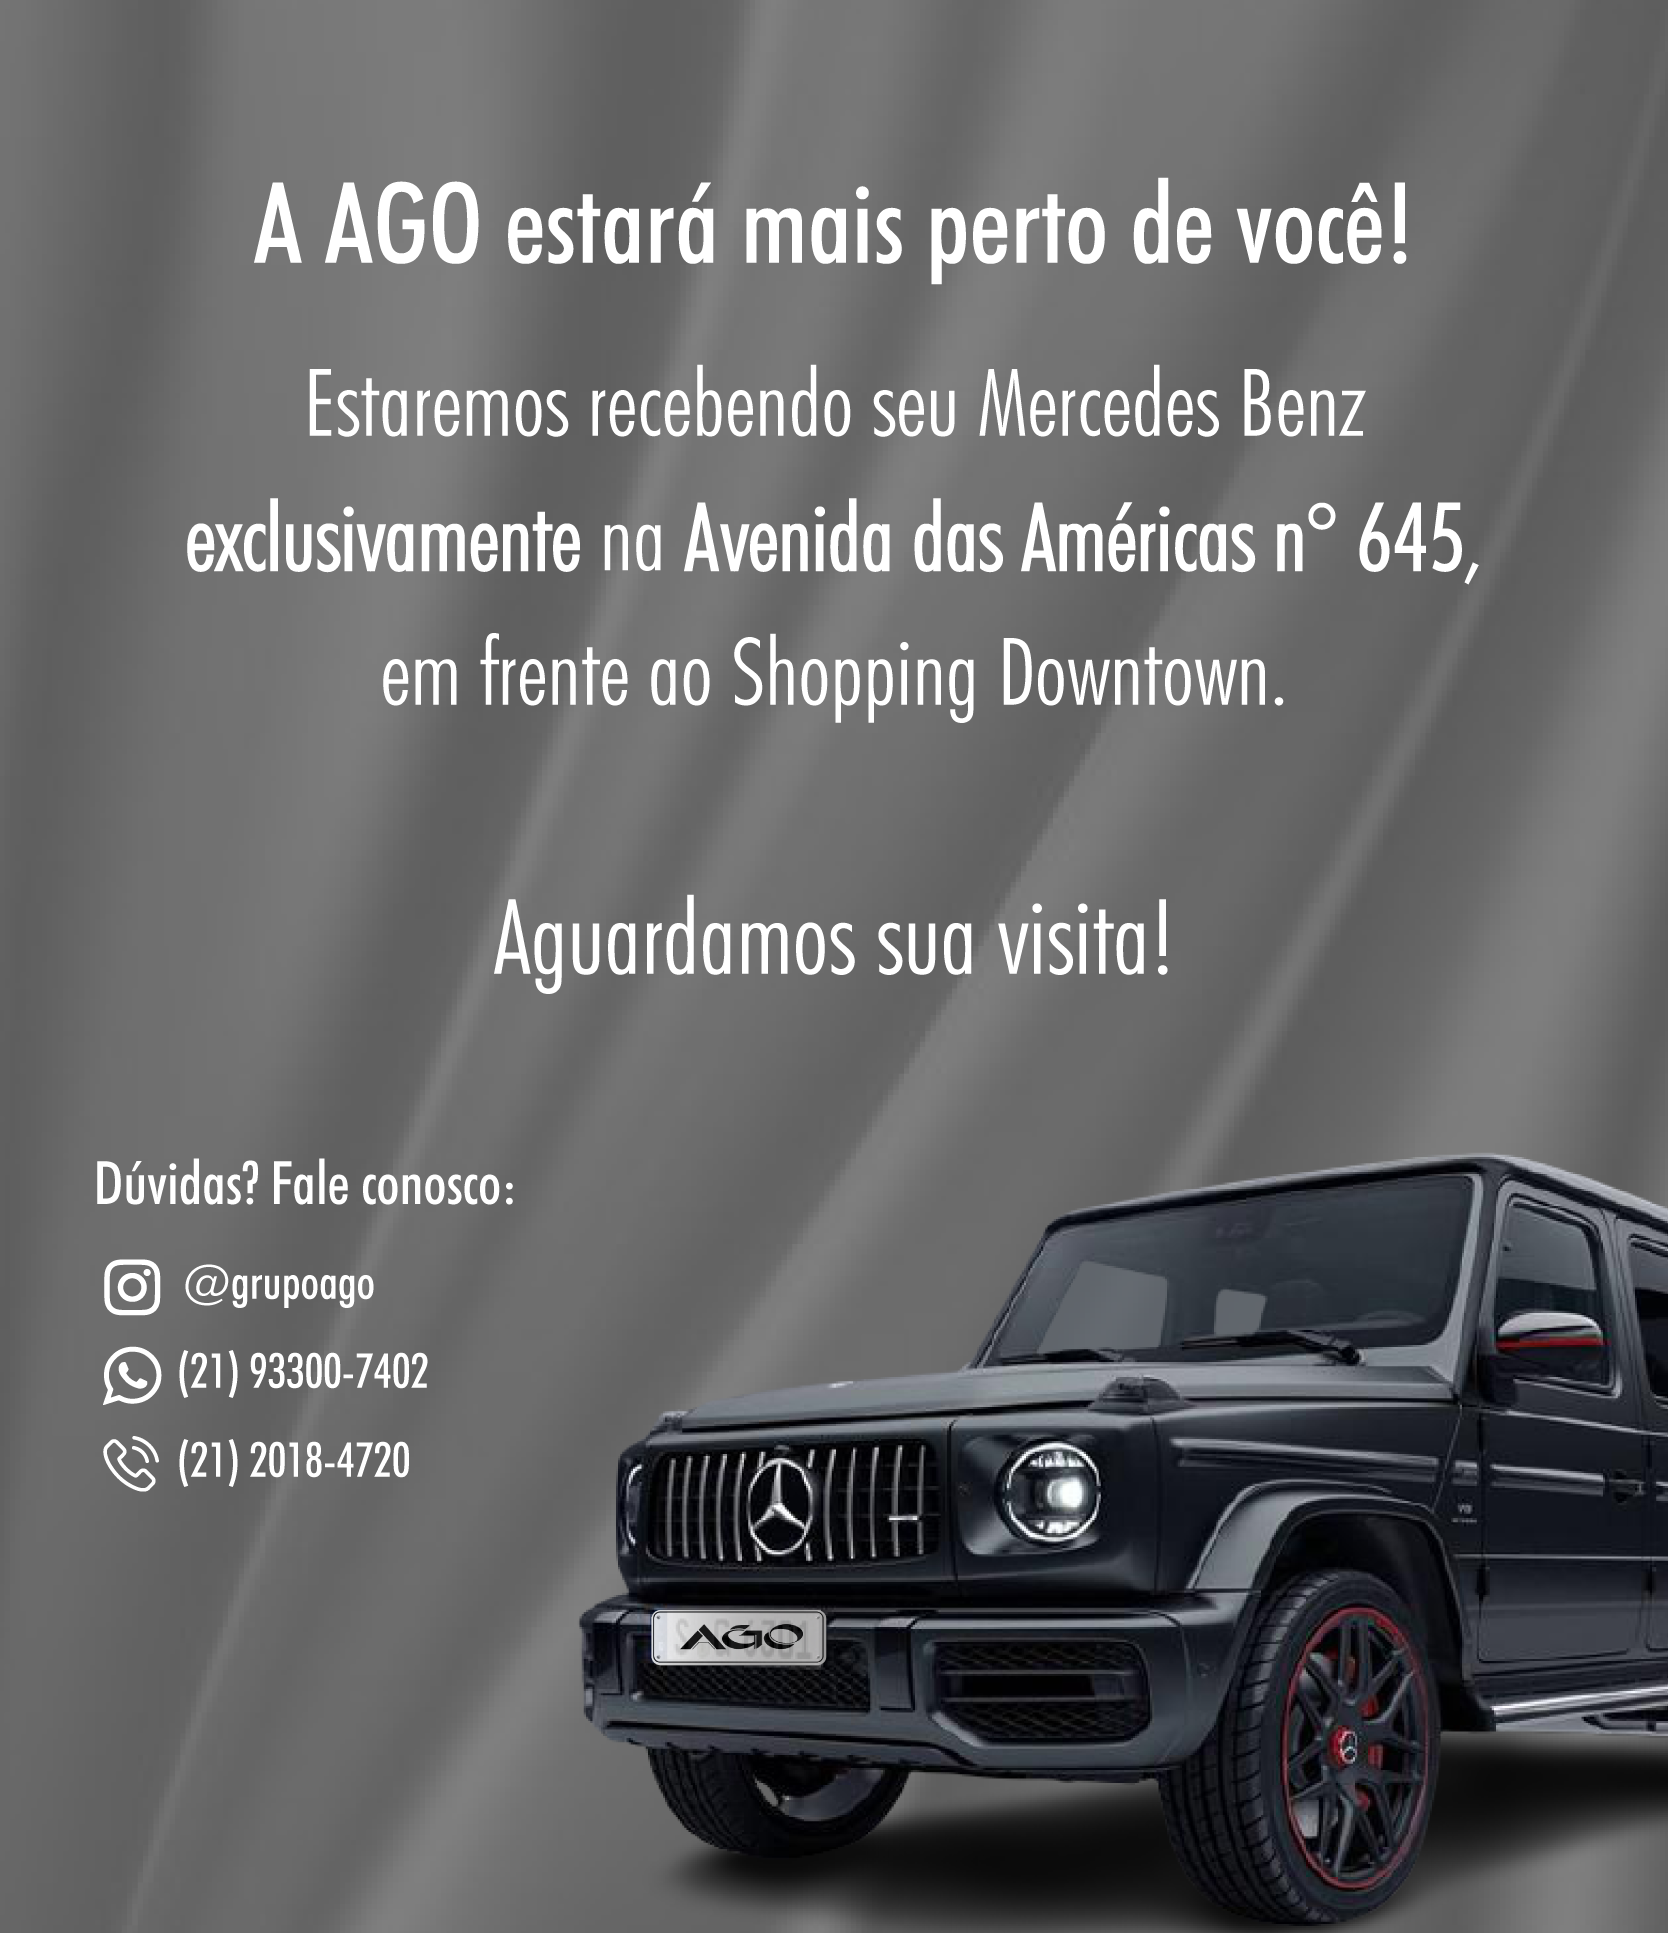 A AGO estará mais perto de você!
Estaremos recebendo seu Mercedes Benz
exclusivamente na Avenida das Américas n° 645,
em frente ao Shopping Downtown.
Aguardamos sua visita!
Dúvidas? Fale conosco:
@grupoago
(21) 93300-7402
(21) 2018-4720
AGO